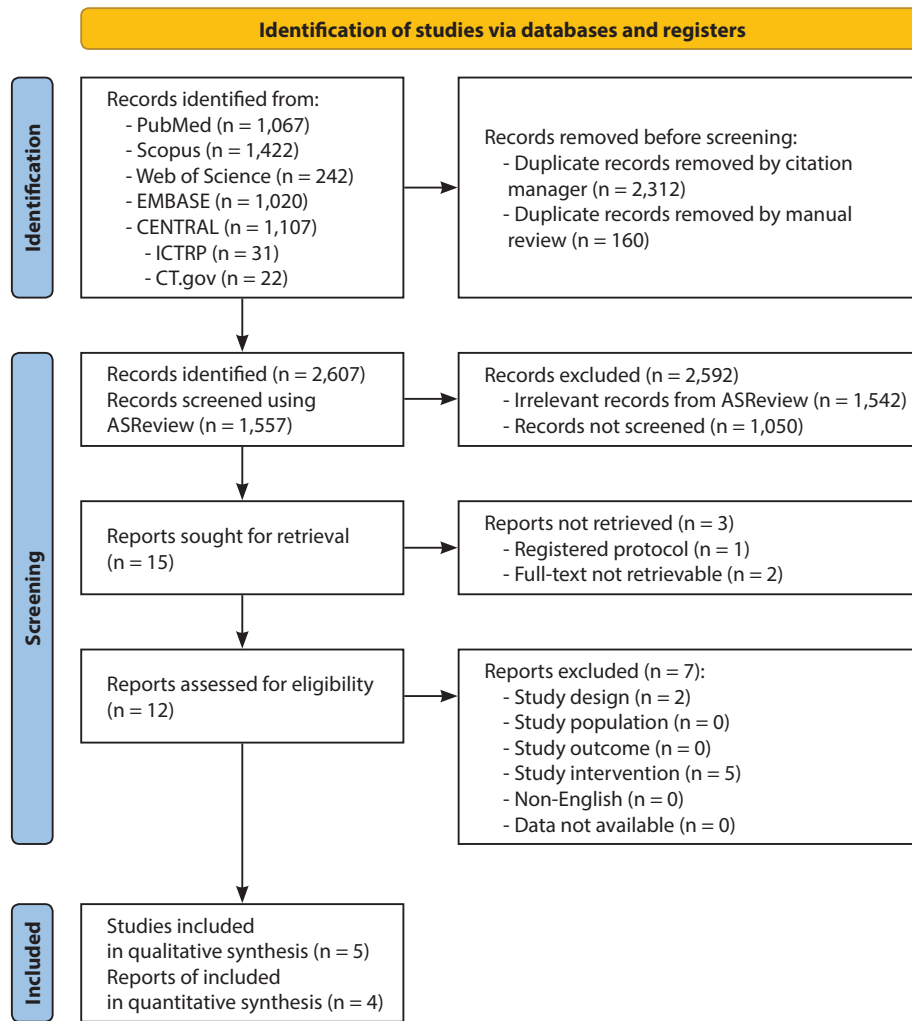 Identification of studies via databases and registers
Identification
Records identified from:
- PubMed (n = 1,067)
- Scopus (n = 1,422)
- Web of Science (n = 242)
- EMBASE (n = 1,020)
- CENTRAL (n = 1,107)
- ICTRP (n = 31)
- CT.gov (n = 22)
Records removed before screening:
- Duplicate records removed by citation
manager (n = 2,312)
- Duplicate records removed by manual
review (n = 160)
Screening
Records identified (n = 2,607)
Records screened using
ASReview (n = 1,557)
Records excluded (n = 2,592)
- Irrelevant records from ASReview (n = 1,542)
- Records not screened (n = 1,050)
Reports sought for retrieval
(n = 15)
Reports not retrieved (n = 3)
- Registered protocol (n = 1)
- Full-text not retrievable (n = 2)
Reports assessed for eligibility
(n = 12)
Reports excluded (n = 7):
- Study design (n = 2)
- Study population (n = 0)
- Study outcome (n = 0)
- Study intervention (n = 5)
- Non-English (n = 0)
- Data not available (n = 0)
Included
Studies included
in qualitative synthesis (n = 5)
Reports of included
in quantitative synthesis (n = 4)